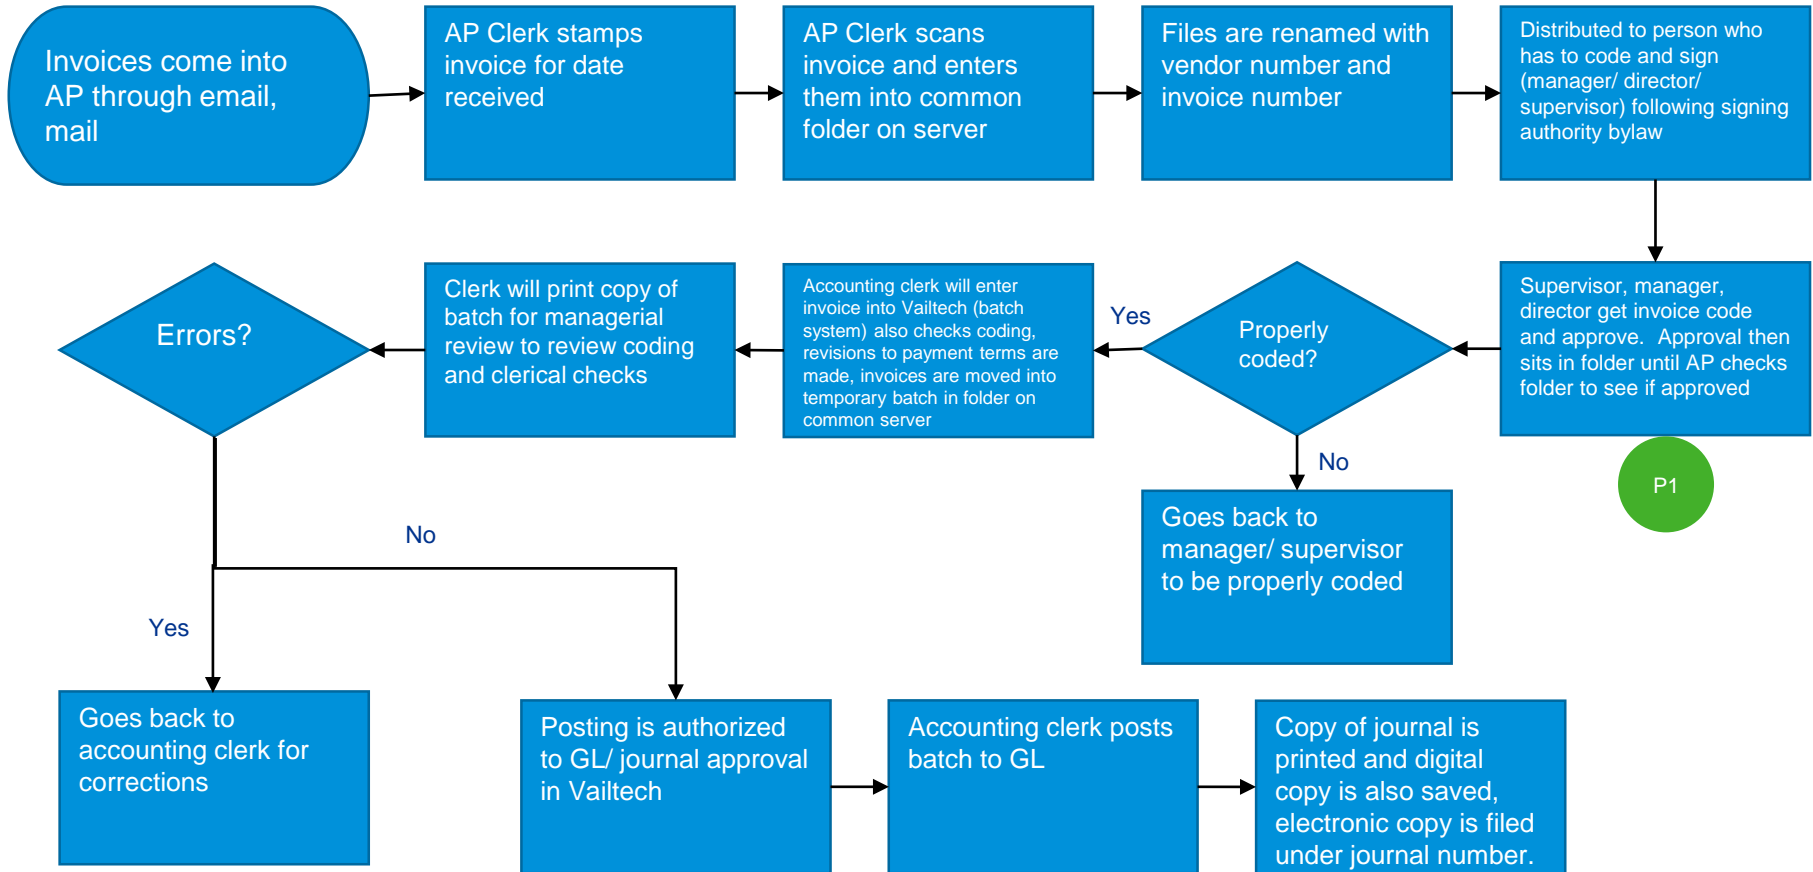 Invoices come into
AP through email,
mail
AP Clerk stamps
invoice for date
received
AP Clerk scans
invoice and enters
them into common
folder on server
Files are renamed with
vendor number and
invoice number
Distributed to person who
has to code and sign
(manager/ director/
supervisor) following signing
authority bylaw
Supervisor, manager,
director get invoice code
and approve.  Approval then
sits in folder until AP checks
folder to see if approved
P1
Properly
coded?
Yes
No
Goes back to
manager/ supervisor
to be properly coded
Accounting clerk will enter
invoice into Vailtech (batch
system) also checks coding,
revisions to payment terms are
made, invoices are moved into
temporary batch in folder on
common server
Clerk will print copy of
batch for managerial
review to review coding
and clerical checks
Errors?
No
Yes
Goes back to
accounting clerk for
corrections
Posting is authorized
to GL/ journal approval
in Vailtech
Accounting clerk posts
batch to GL
Copy of journal is
printed and digital
copy is also saved,
electronic copy is filed
under journal number.